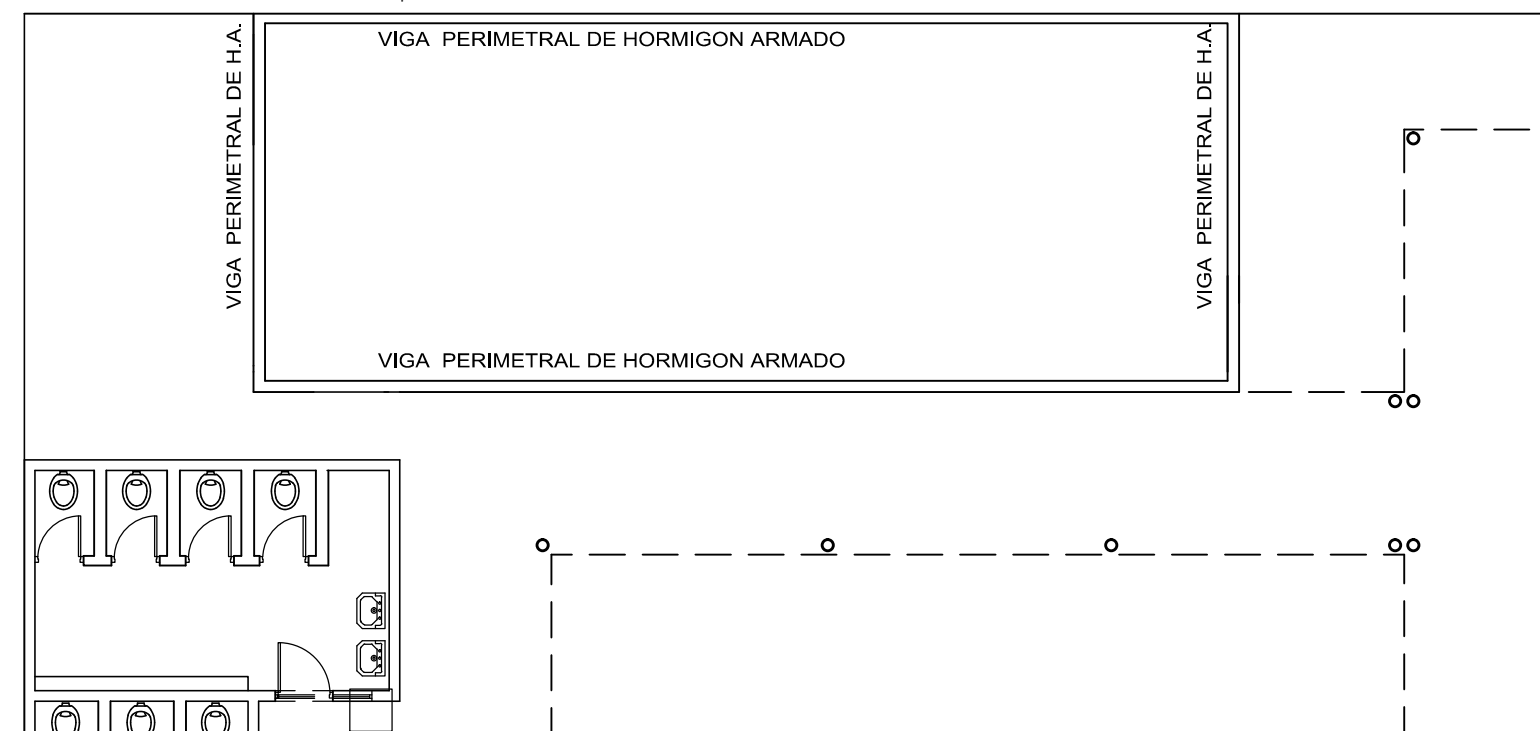 VIGA PERIMETRAL DE HORMIGON ARMADO
VIGA PERIMETRAL DE H.A.
VIGA PERIMETRAL DE H.A.
VIGA PERIMETRAL DE HORMIGON ARMADO